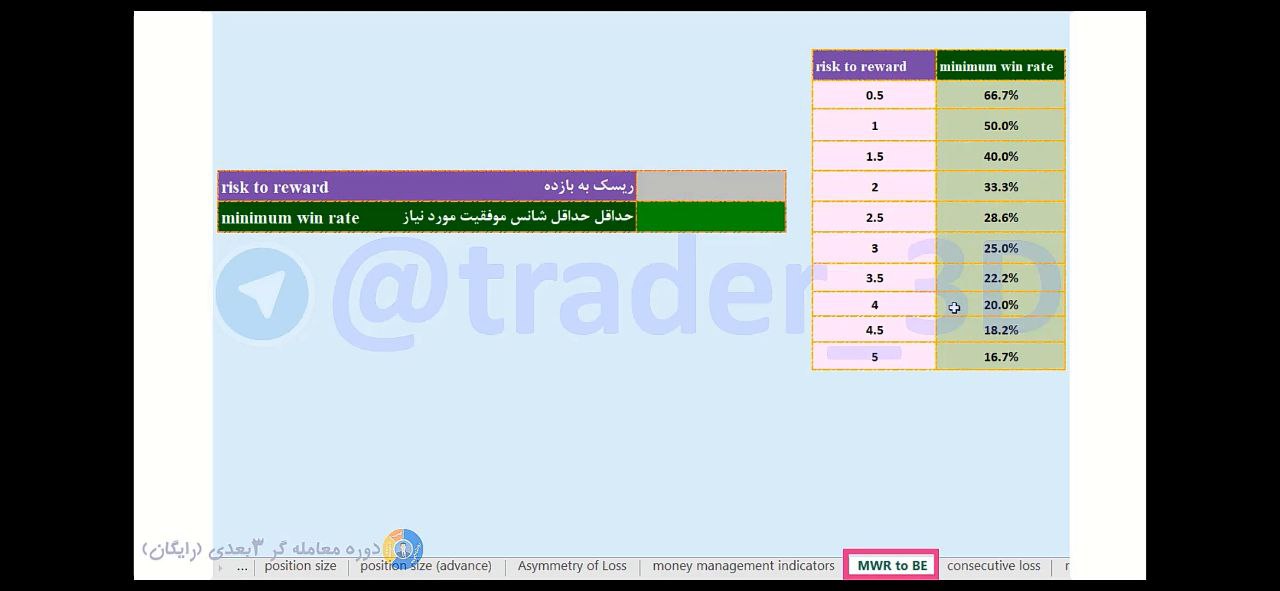 risk to reward minimum win rate
0.5 66.7%
1 50.0%
1.5 40.0%
2 33.3%
2.5 28.6%
3 25.0%
3.5 22.2%
4 20.0%
4.5 18.2%
5 16.7%
risk to reward ریسک به بازده
minimum win rate حداقل حداقل شانس موفقیت مورد نیاز
@trader_3D
دوره معامله گر ۳بعدی (رایگان)
... position size position size (advance) Asymmetry of Loss money management indicators MWR to BE consecutive loss